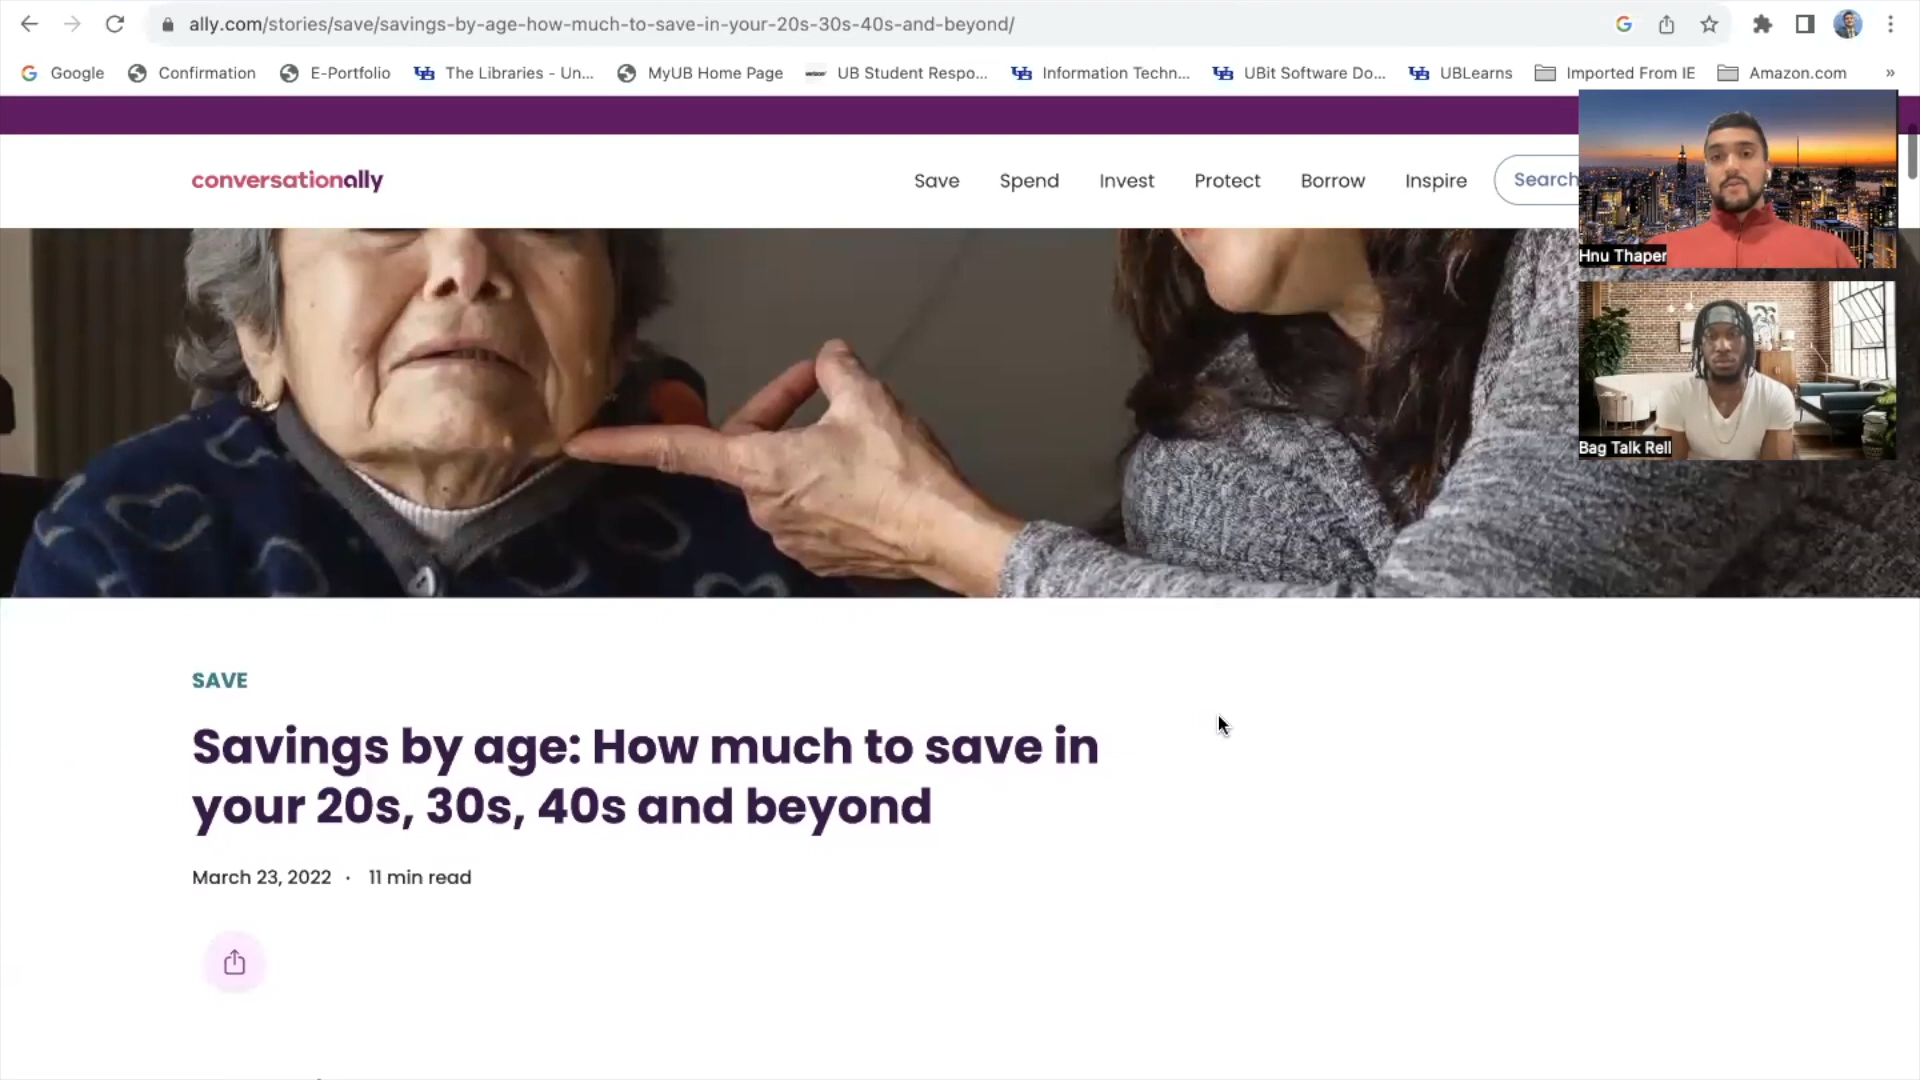 ally.com/stories/save/savings-by-age-how-much-to-save-in-your-20s-30s-40s-and-beyond/
Google Confirmation E-Portfolio The Libraries - Un... MyUB Home Page UB Student Respo... Information Techn... UBit Software Do... UBLearns Imported From IE Amazon.com »
conversationally Save Spend Invest Protect Borrow Inspire Search
Hnu Thaper
Bag Talk Rell
SAVE
Savings by age: How much to save in
your 20s, 30s, 40s and beyond
March 23, 2022 · 11 min read